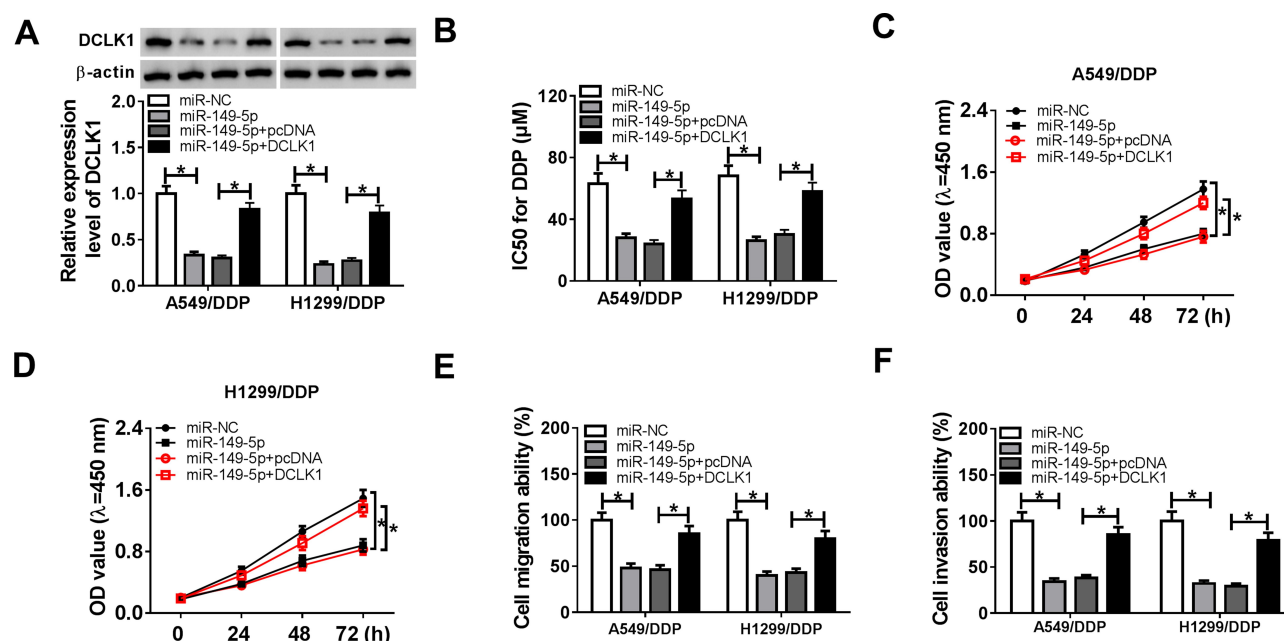 A
DCLK1
β-actin
miR-NC
miR-149-5p
miR-149-5p+pcDNA
miR-149-5p+DCLK1
Relative expression
level of DCLK1
2.0
1.5
1.0
0.5
0.0
* * * *
A549/DDP H1299/DDP
B
miR-NC
miR-149-5p
miR-149-5p+pcDNA
miR-149-5p+DCLK1
IC50 for DDP (μM)
120
80
40
0
* * * *
A549/DDP H1299/DDP
C
A549/DDP
miR-NC
miR-149-5p
miR-149-5p+pcDNA
miR-149-5p+DCLK1
OD value (λ=450 nm)
2.4
1.6
0.8
0.0
* *
0 24 48 72 (h)
D
H1299/DDP
miR-NC
miR-149-5p
miR-149-5p+pcDNA
miR-149-5p+DCLK1
OD value (λ=450 nm)
2.4
1.6
0.8
0.0
* *
0 24 48 72 (h)
E
miR-NC
miR-149-5p
miR-149-5p+pcDNA
miR-149-5p+DCLK1
Cell migration ability (%)
200
150
100
50
0
* * * *
A549/DDP H1299/DDP
F
miR-NC
miR-149-5p
miR-149-5p+pcDNA
miR-149-5p+DCLK1
Cell invasion ability (%)
200
150
100
50
0
* * * *
A549/DDP H1299/DDP